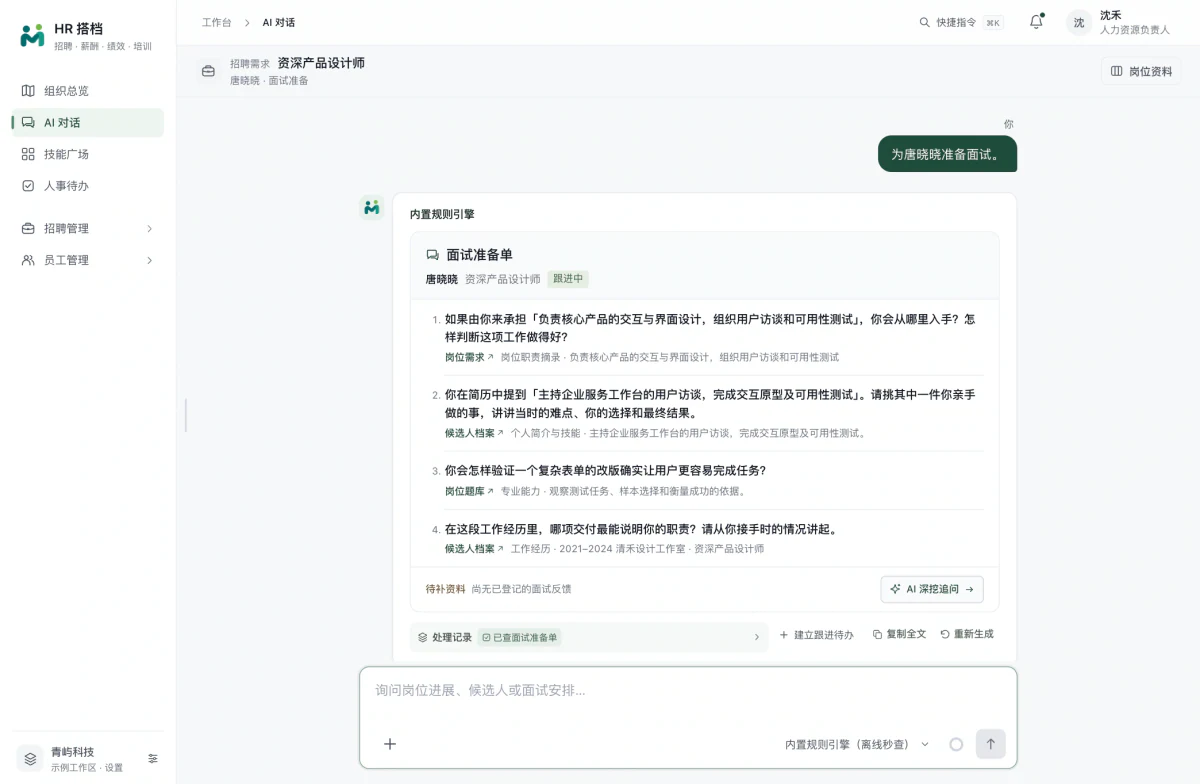 HR 搭档
招聘 · 薪酬 · 绩效 · 培训
组织总览
AI 对话
技能广场
人事待办
招聘管理
员工管理
青屿科技
示例工作区 · 设置
工作台 > AI 对话
快捷指令 ⌘K
沈
沈禾
人力资源负责人
招聘需求 资深产品设计师
唐晓晓 · 面试准备
岗位资料
你
为唐晓晓准备面试。
内置规则引擎
面试准备单
唐晓晓 资深产品设计师 跟进中
1. 如果由你来承担「负责核心产品的交互与界面设计，组织用户访谈和可用性测试」，你会从哪里入手？怎
样判断这项工作做得好？
岗位需求↗ 岗位职责摘录 · 负责核心产品的交互与界面设计，组织用户访谈和可用性测试
2. 你在简历中提到「主持企业服务工作台的用户访谈，完成交互原型及可用性测试」。请挑其中一件你亲手
做的事，讲讲当时的难点、你的选择和最终结果。
候选人档案↗ 个人简介与技能 · 主持企业服务工作台的用户访谈，完成交互原型及可用性测试。
3. 你会怎样验证一个复杂表单的改版确实让用户更容易完成任务？
岗位题库↗ 专业能力 · 观察测试任务、样本选择和衡量成功的依据。
4. 在这段工作经历里，哪项交付最能说明你的职责？请从你接手时的情况讲起。
候选人档案↗ 工作经历 · 2021–2024 清禾设计工作室 · 资深产品设计师
待补资料 尚无已登记的面试反馈
AI 深挖追问 →
处理记录 已查面试准备单
建立跟进待办
复制全文
重新生成
询问岗位进展、候选人或面试安排...
内置规则引擎（离线秒查）